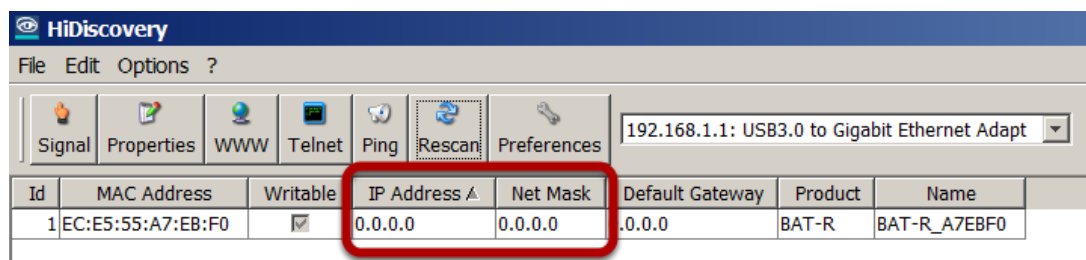 HiDiscovery
File Edit Options ?
Signal Properties WWW Telnet Ping Rescan Preferences 192.168.1.1: USB3.0 to Gigabit Ethernet Adapt
Id MAC Address Writable IP Address Net Mask Default Gateway Product Name
1 EC:E5:55:A7:EB:F0 0.0.0.0 0.0.0.0 .0.0.0 BAT-R BAT-R_A7EBF0